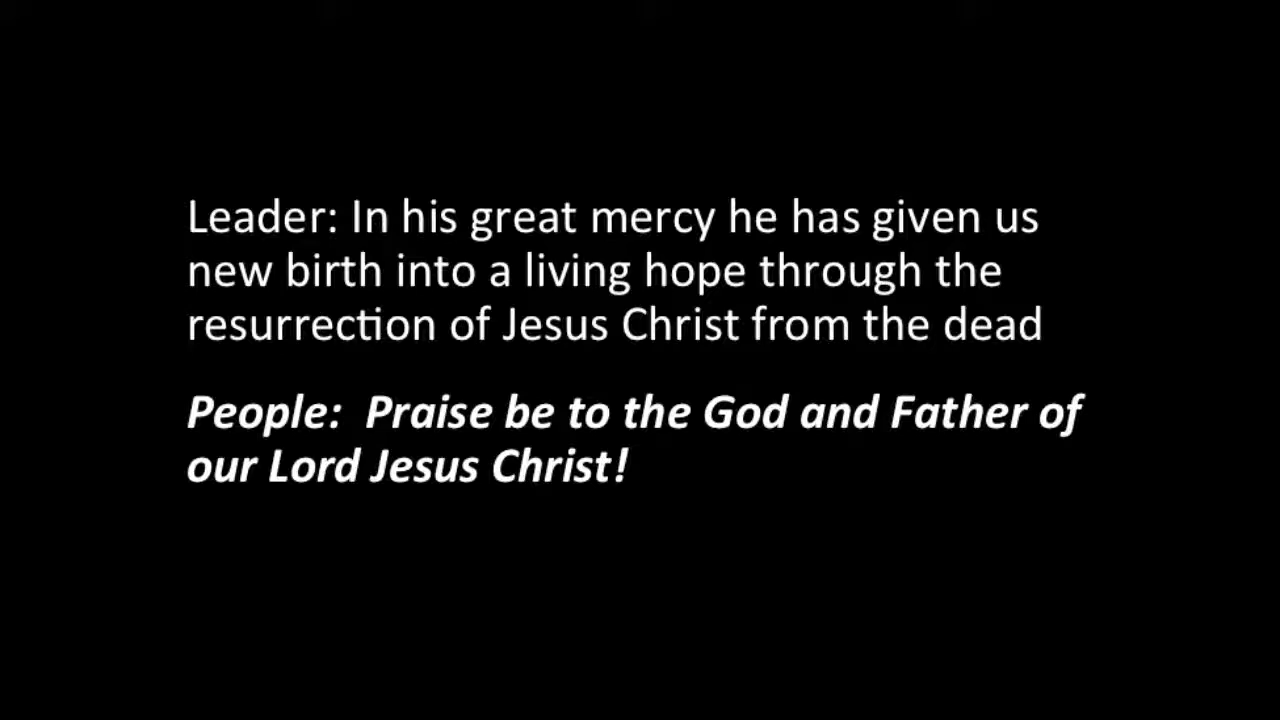 Leader: In his great mercy he has given us
new birth into a living hope through the
resurrection of Jesus Christ from the dead
People:  Praise be to the God and Father of
our Lord Jesus Christ!